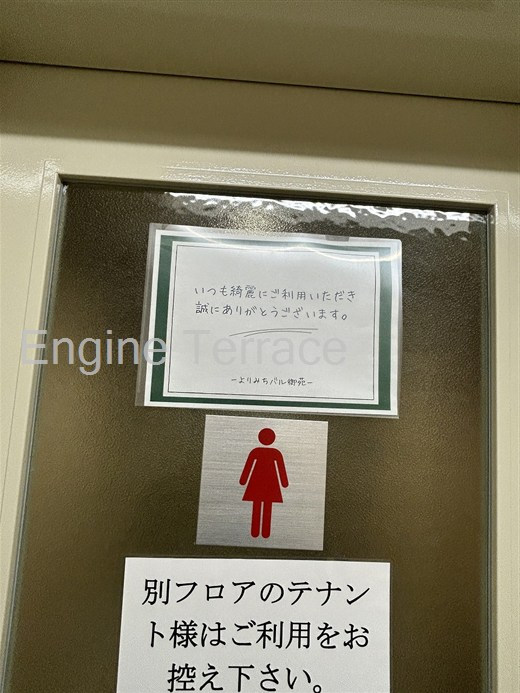 いつも綺麗にご利用いただき
誠にありがとうございます。
Engine Terrace
ーよりみちバル御苑ー
別フロアのテナン
ト様はご利用をお
控え下さい。